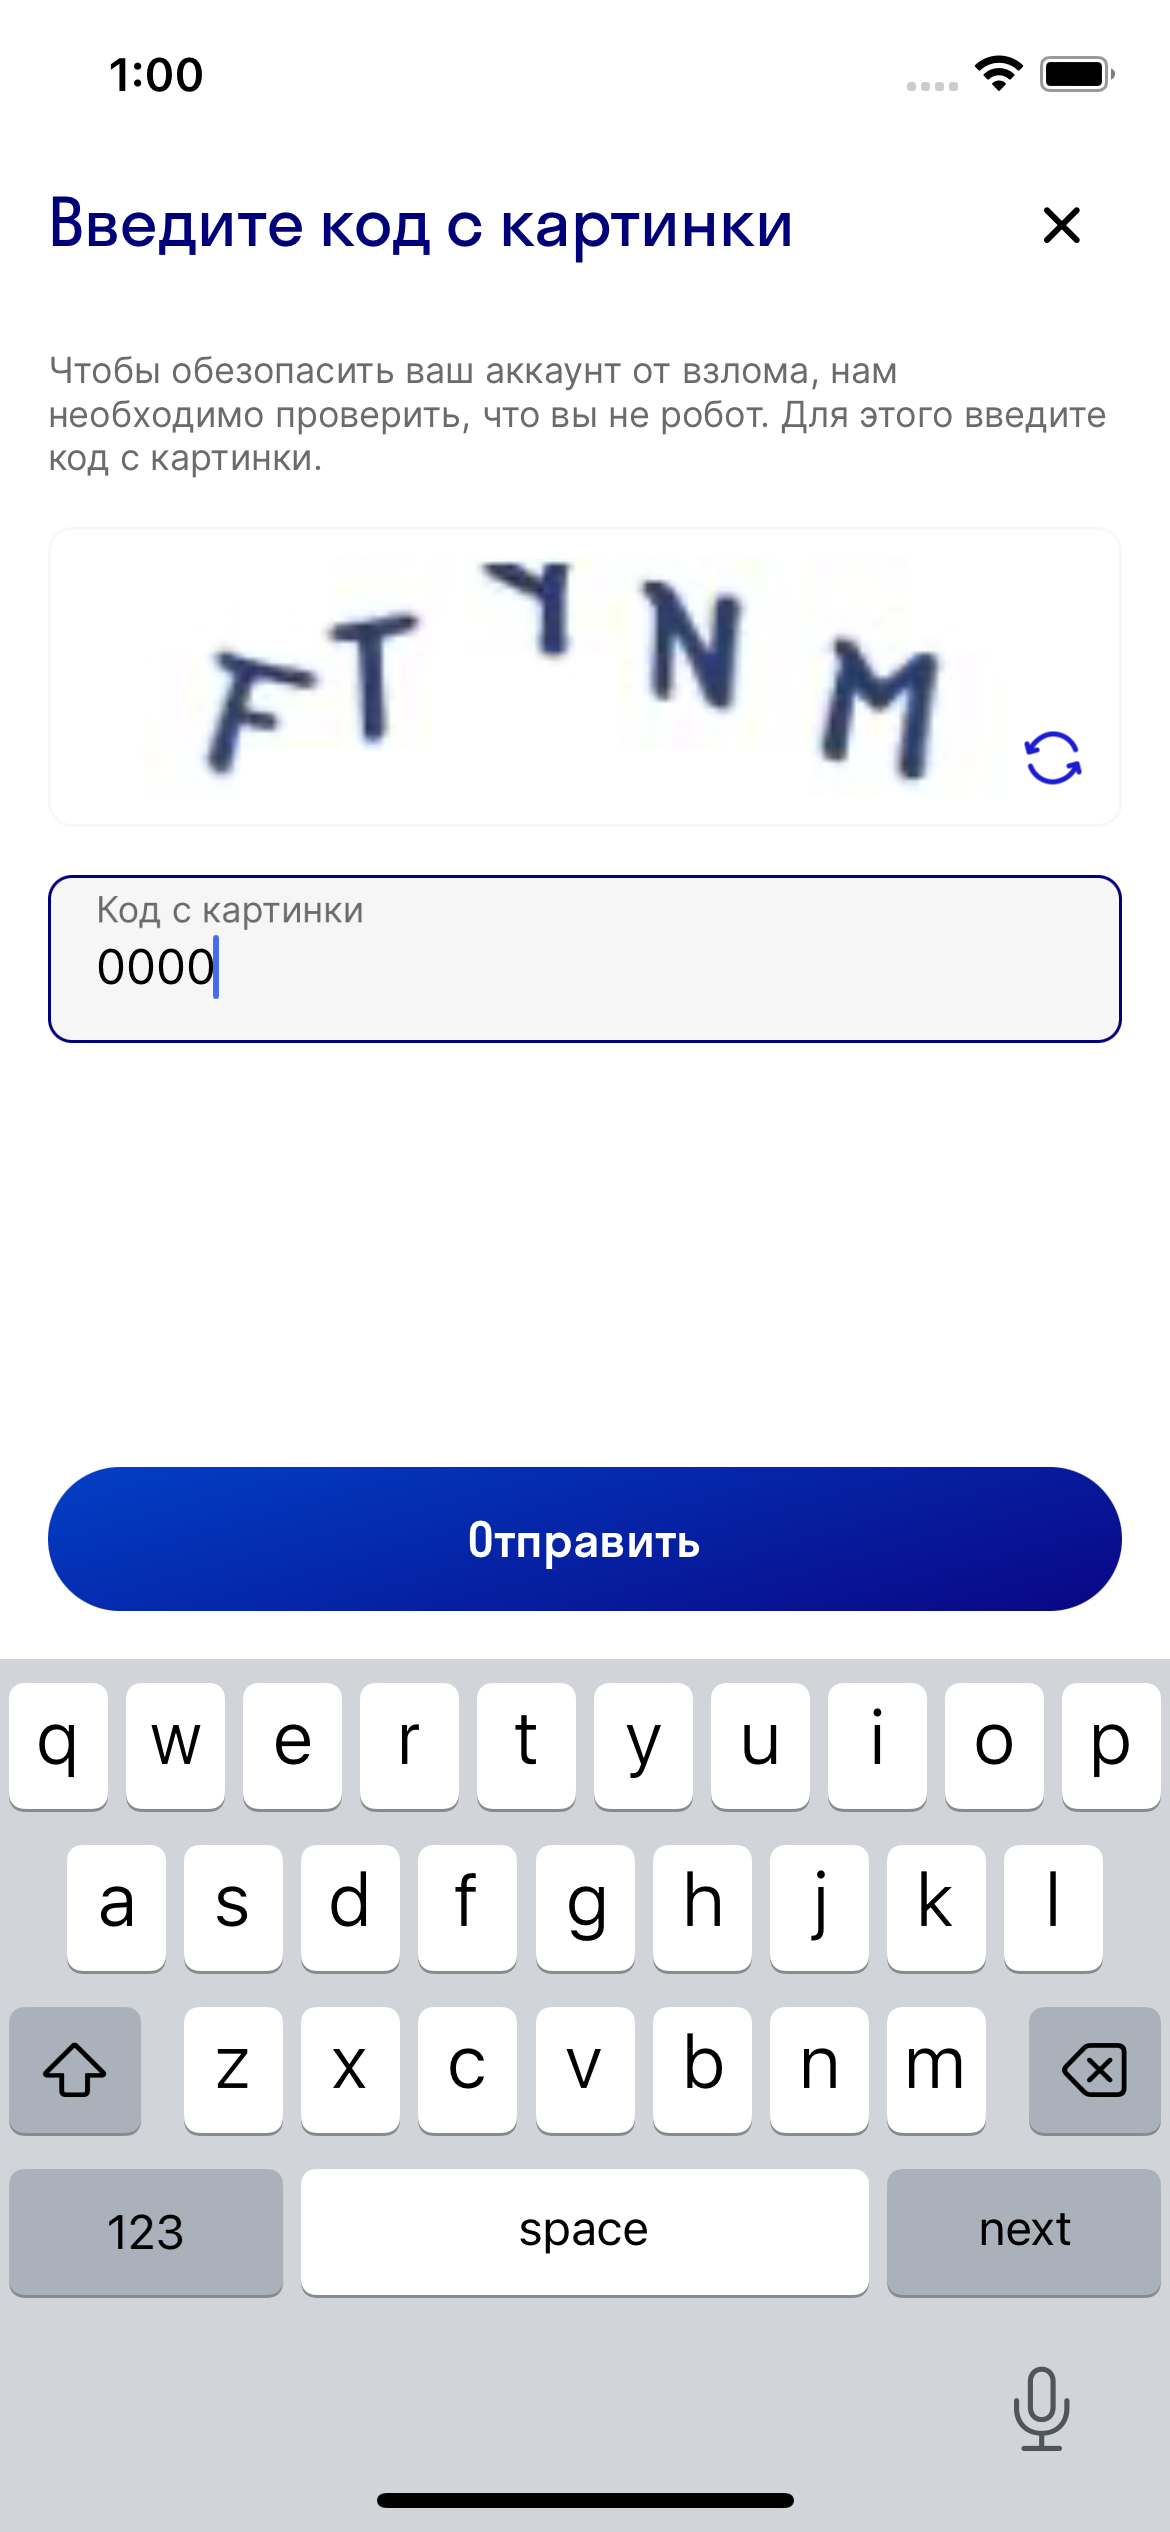 1:00
Введите код с картинки
Чтобы обезопасить ваш аккаунт от взлома, нам
необходимо проверить, что вы не робот. Для этого введите
код с картинки.
F T Y N M
Код с картинки
0000
Отправить
q w e r t y u i o p
a s d f g h j k l
z x c v b n m
123 space next